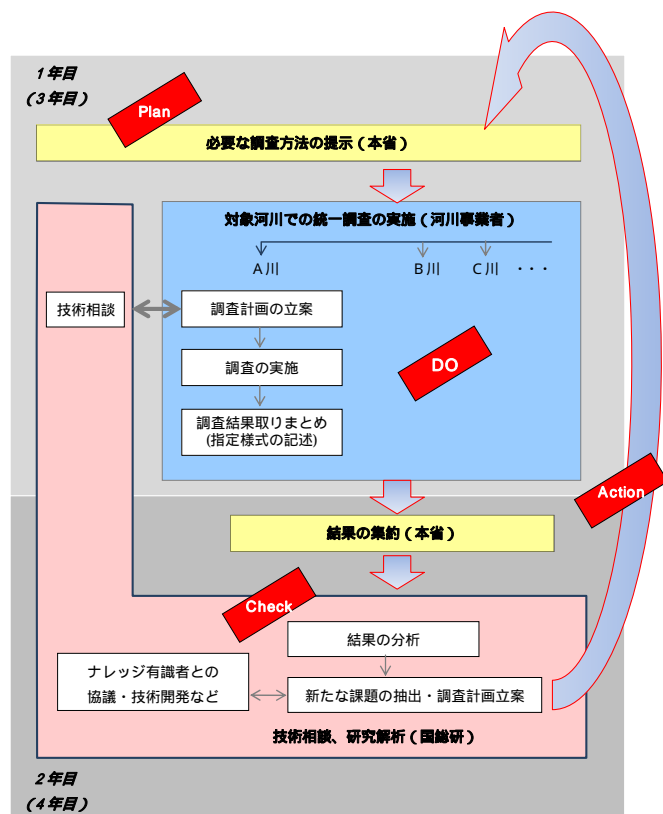 1年目
(3年目)
Plan
必要な調査方法の提示(本省)
対象河川での統一調査の実施(河川事業者)
A川
B川
C川
・・・
技術相談
調査計画の立案
調査の実施
DO
調査結果取りまとめ
(指定様式の記述)
Action
結果の集約(本省)
Check
結果の分析
ナレッジ有識者との
協議・技術開発など
新たな課題の抽出・調査計画立案
技術相談、研究解析(国総研)
2年目
(4年目)